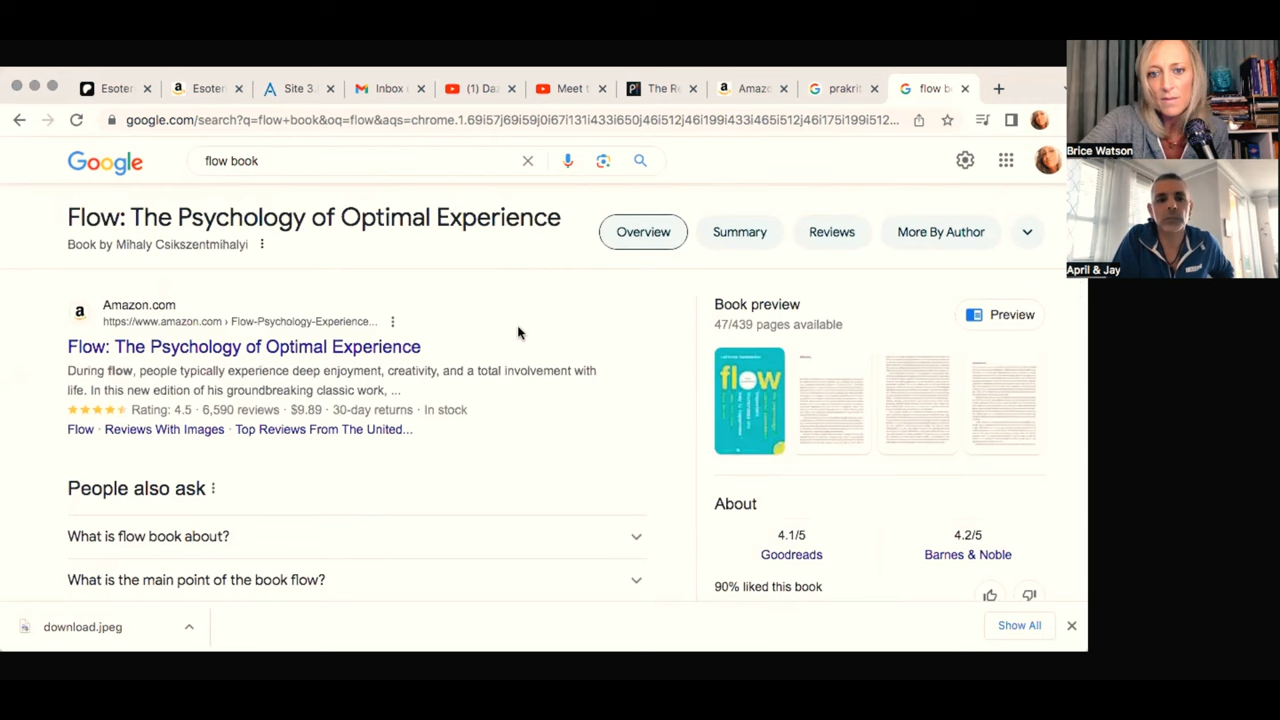 Esoter
Esoter
Site 3.
Inbox
(1) Da
Meet t
The R
Amaz
prakrit
flow b
google.com/search?q=flow+book&oq=flow&aqs=chrome.1.69i57j69i59j0i67i131i433i650j46i512j46i199i433i465i512j46i175i199i512...
Google
flow book
Flow: The Psychology of Optimal Experience
Book by Mihaly Csikszentmihalyi
Overview
Summary
Reviews
More By Author
Amazon.com
https://www.amazon.com › Flow-Psychology-Experience...
Flow: The Psychology of Optimal Experience
During flow, people typically experience deep enjoyment, creativity, and a total involvement with
life. In this new edition of his groundbreaking classic work, ...
Rating: 4.5 · 6,590 reviews · $9.89 · 30-day returns · In stock
Flow · Reviews With Images · Top Reviews From The United...
People also ask
What is flow book about?
What is the main point of the book flow?
Book preview
47/439 pages available
Preview
flow
About
4.1/5
Goodreads
4.2/5
Barnes & Noble
90% liked this book
download.jpeg
Show All
Brice Watson
April & Jay